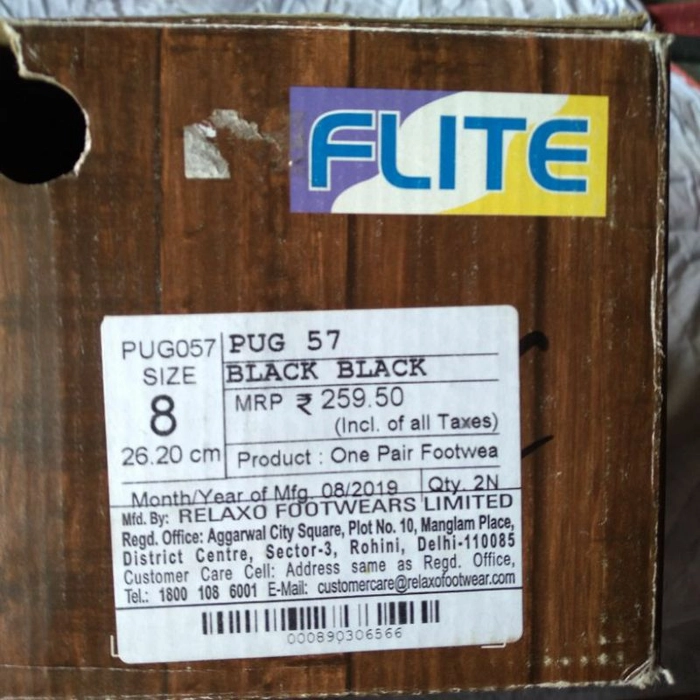 FLITE
PUG057
SIZE
8
26.20 cm
PUG 57
BLACK BLACK
MRP ₹ 259.50
(Incl. of all Taxes)
Product : One Pair Footwea
Month/Year of Mfg. 08/2019 Qty. 2N
Mfd. By: RELAXO FOOTWEARS LIMITED
Regd. Office: Aggarwal City Square, Plot No. 10, Manglam Place,
District Centre, Sector-3, Rohini, Delhi-110085
Customer Care Cell: Address same as Regd. Office,
Tel.: 1800 108 6001 E-Mail: customercare@relaxofootwear.com
000890306566